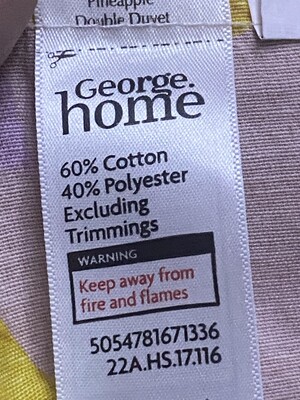 Pineapple
Double Duvet
George.
home
60% Cotton
40% Polyester
Excluding
Trimmings
WARNING
Keep away from
fire and flames
5054781671336
22A.HS.17.116